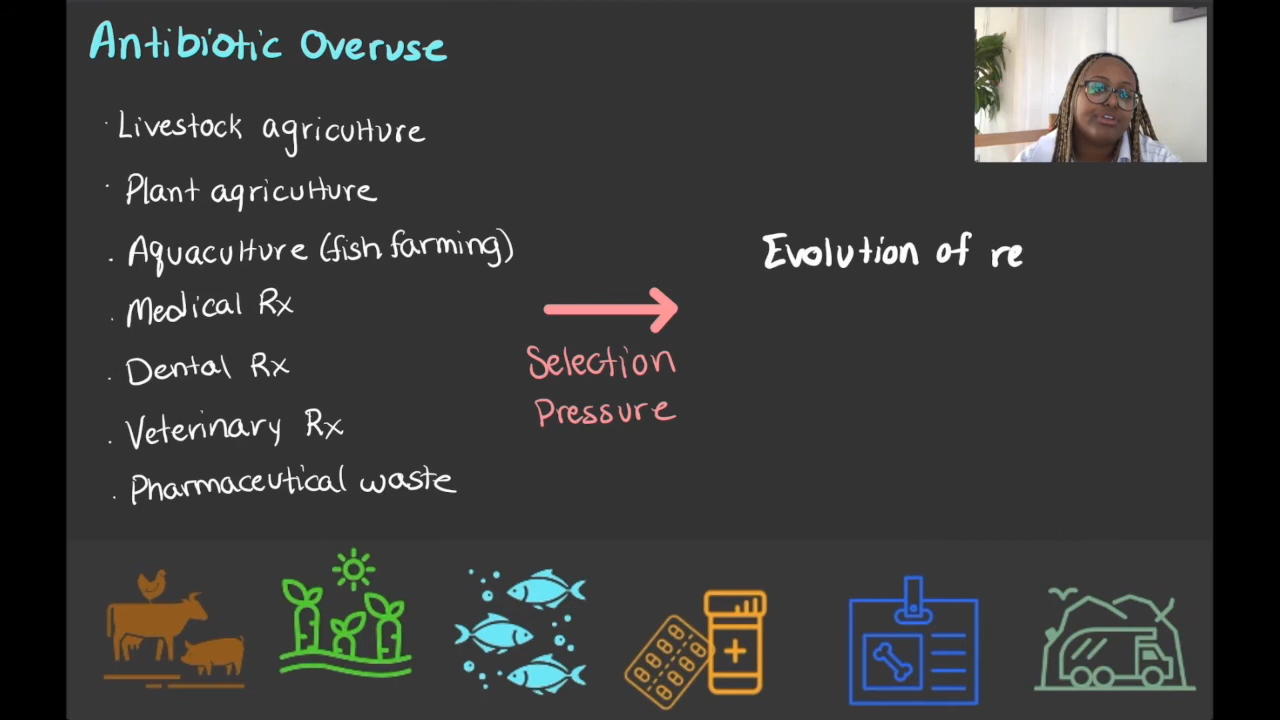 Antibiotic Overuse
· Livestock agriculture
· Plant agriculture
· Aquaculture (fish farming)
· Medical Rx
· Dental Rx
· Veterinary Rx
· Pharmaceutical waste
Selection
Pressure
Evolution of re